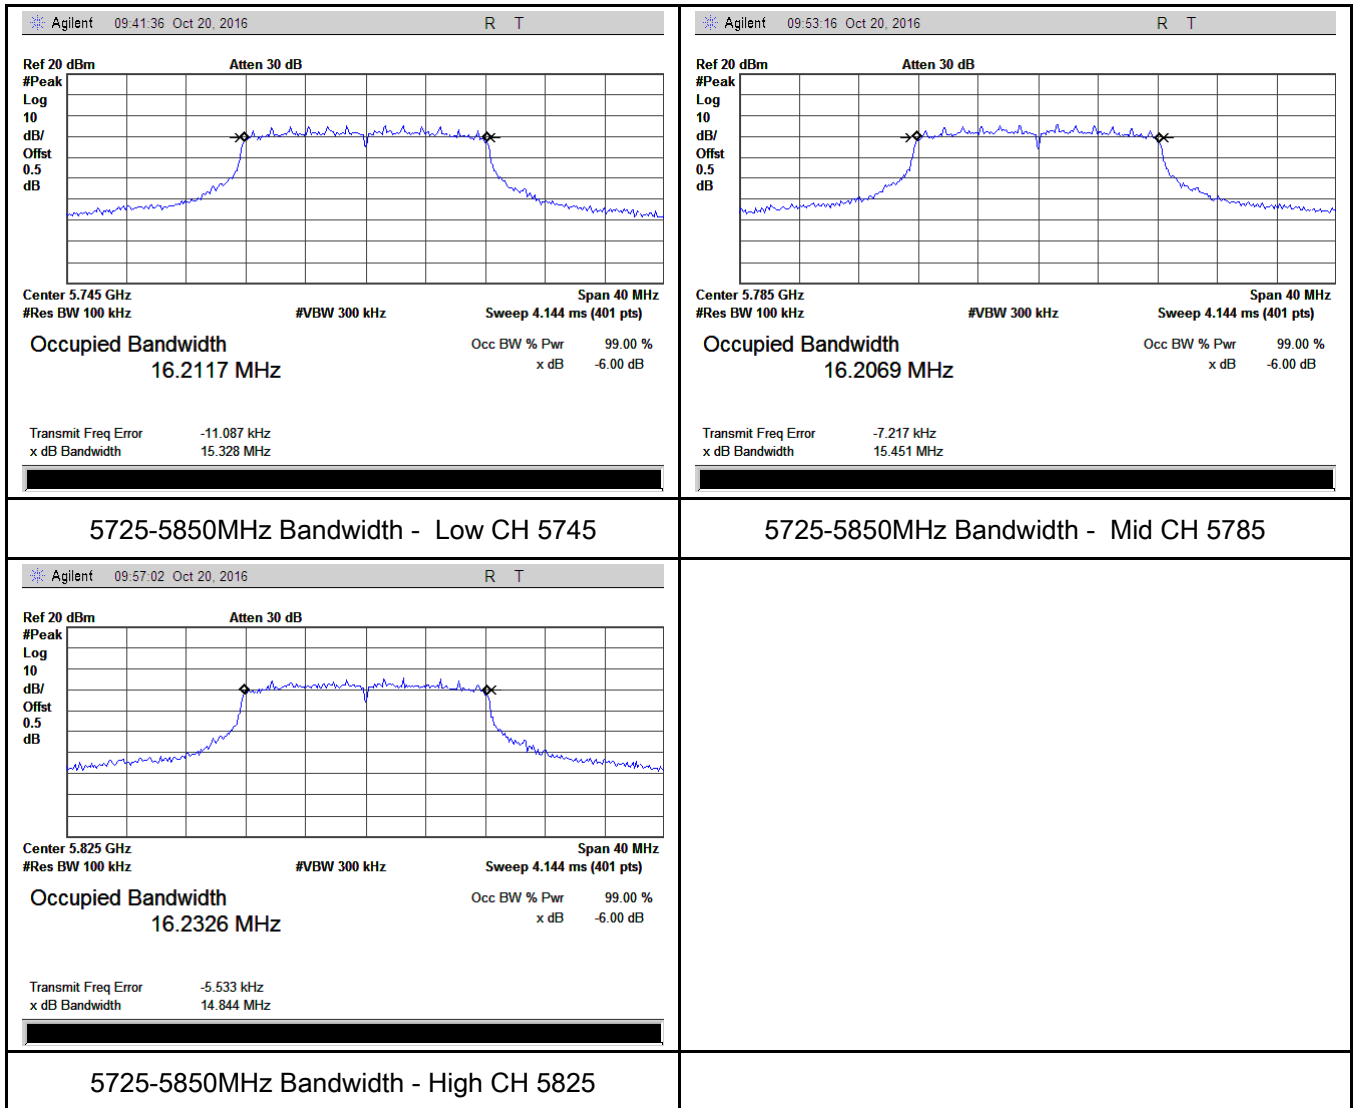 Agilent 09:41:36 Oct 20, 2016 R T
Ref 20 dBm Atten 30 dB
#Peak
Log
10
dB/
Offst
0.5
dB
Center 5.745 GHz Span 40 MHz
#Res BW 100 kHz #VBW 300 kHz Sweep 4.144 ms (401 pts)
Occupied Bandwidth Occ BW % Pwr 99.00 %
16.2117 MHz x dB -6.00 dB
Transmit Freq Error -11.087 kHz
x dB Bandwidth 15.328 MHz
5725-5850MHz Bandwidth - Low CH 5745
Agilent 09:53:16 Oct 20, 2016 R T
Ref 20 dBm Atten 30 dB
#Peak
Log
10
dB/
Offst
0.5
dB
Center 5.785 GHz Span 40 MHz
#Res BW 100 kHz #VBW 300 kHz Sweep 4.144 ms (401 pts)
Occupied Bandwidth Occ BW % Pwr 99.00 %
16.2069 MHz x dB -6.00 dB
Transmit Freq Error -7.217 kHz
x dB Bandwidth 15.451 MHz
5725-5850MHz Bandwidth - Mid CH 5785
Agilent 09:57:02 Oct 20, 2016 R T
Ref 20 dBm Atten 30 dB
#Peak
Log
10
dB/
Offst
0.5
dB
Center 5.825 GHz Span 40 MHz
#Res BW 100 kHz #VBW 300 kHz Sweep 4.144 ms (401 pts)
Occupied Bandwidth Occ BW % Pwr 99.00 %
16.2326 MHz x dB -6.00 dB
Transmit Freq Error -5.533 kHz
x dB Bandwidth 14.844 MHz
5725-5850MHz Bandwidth - High CH 5825